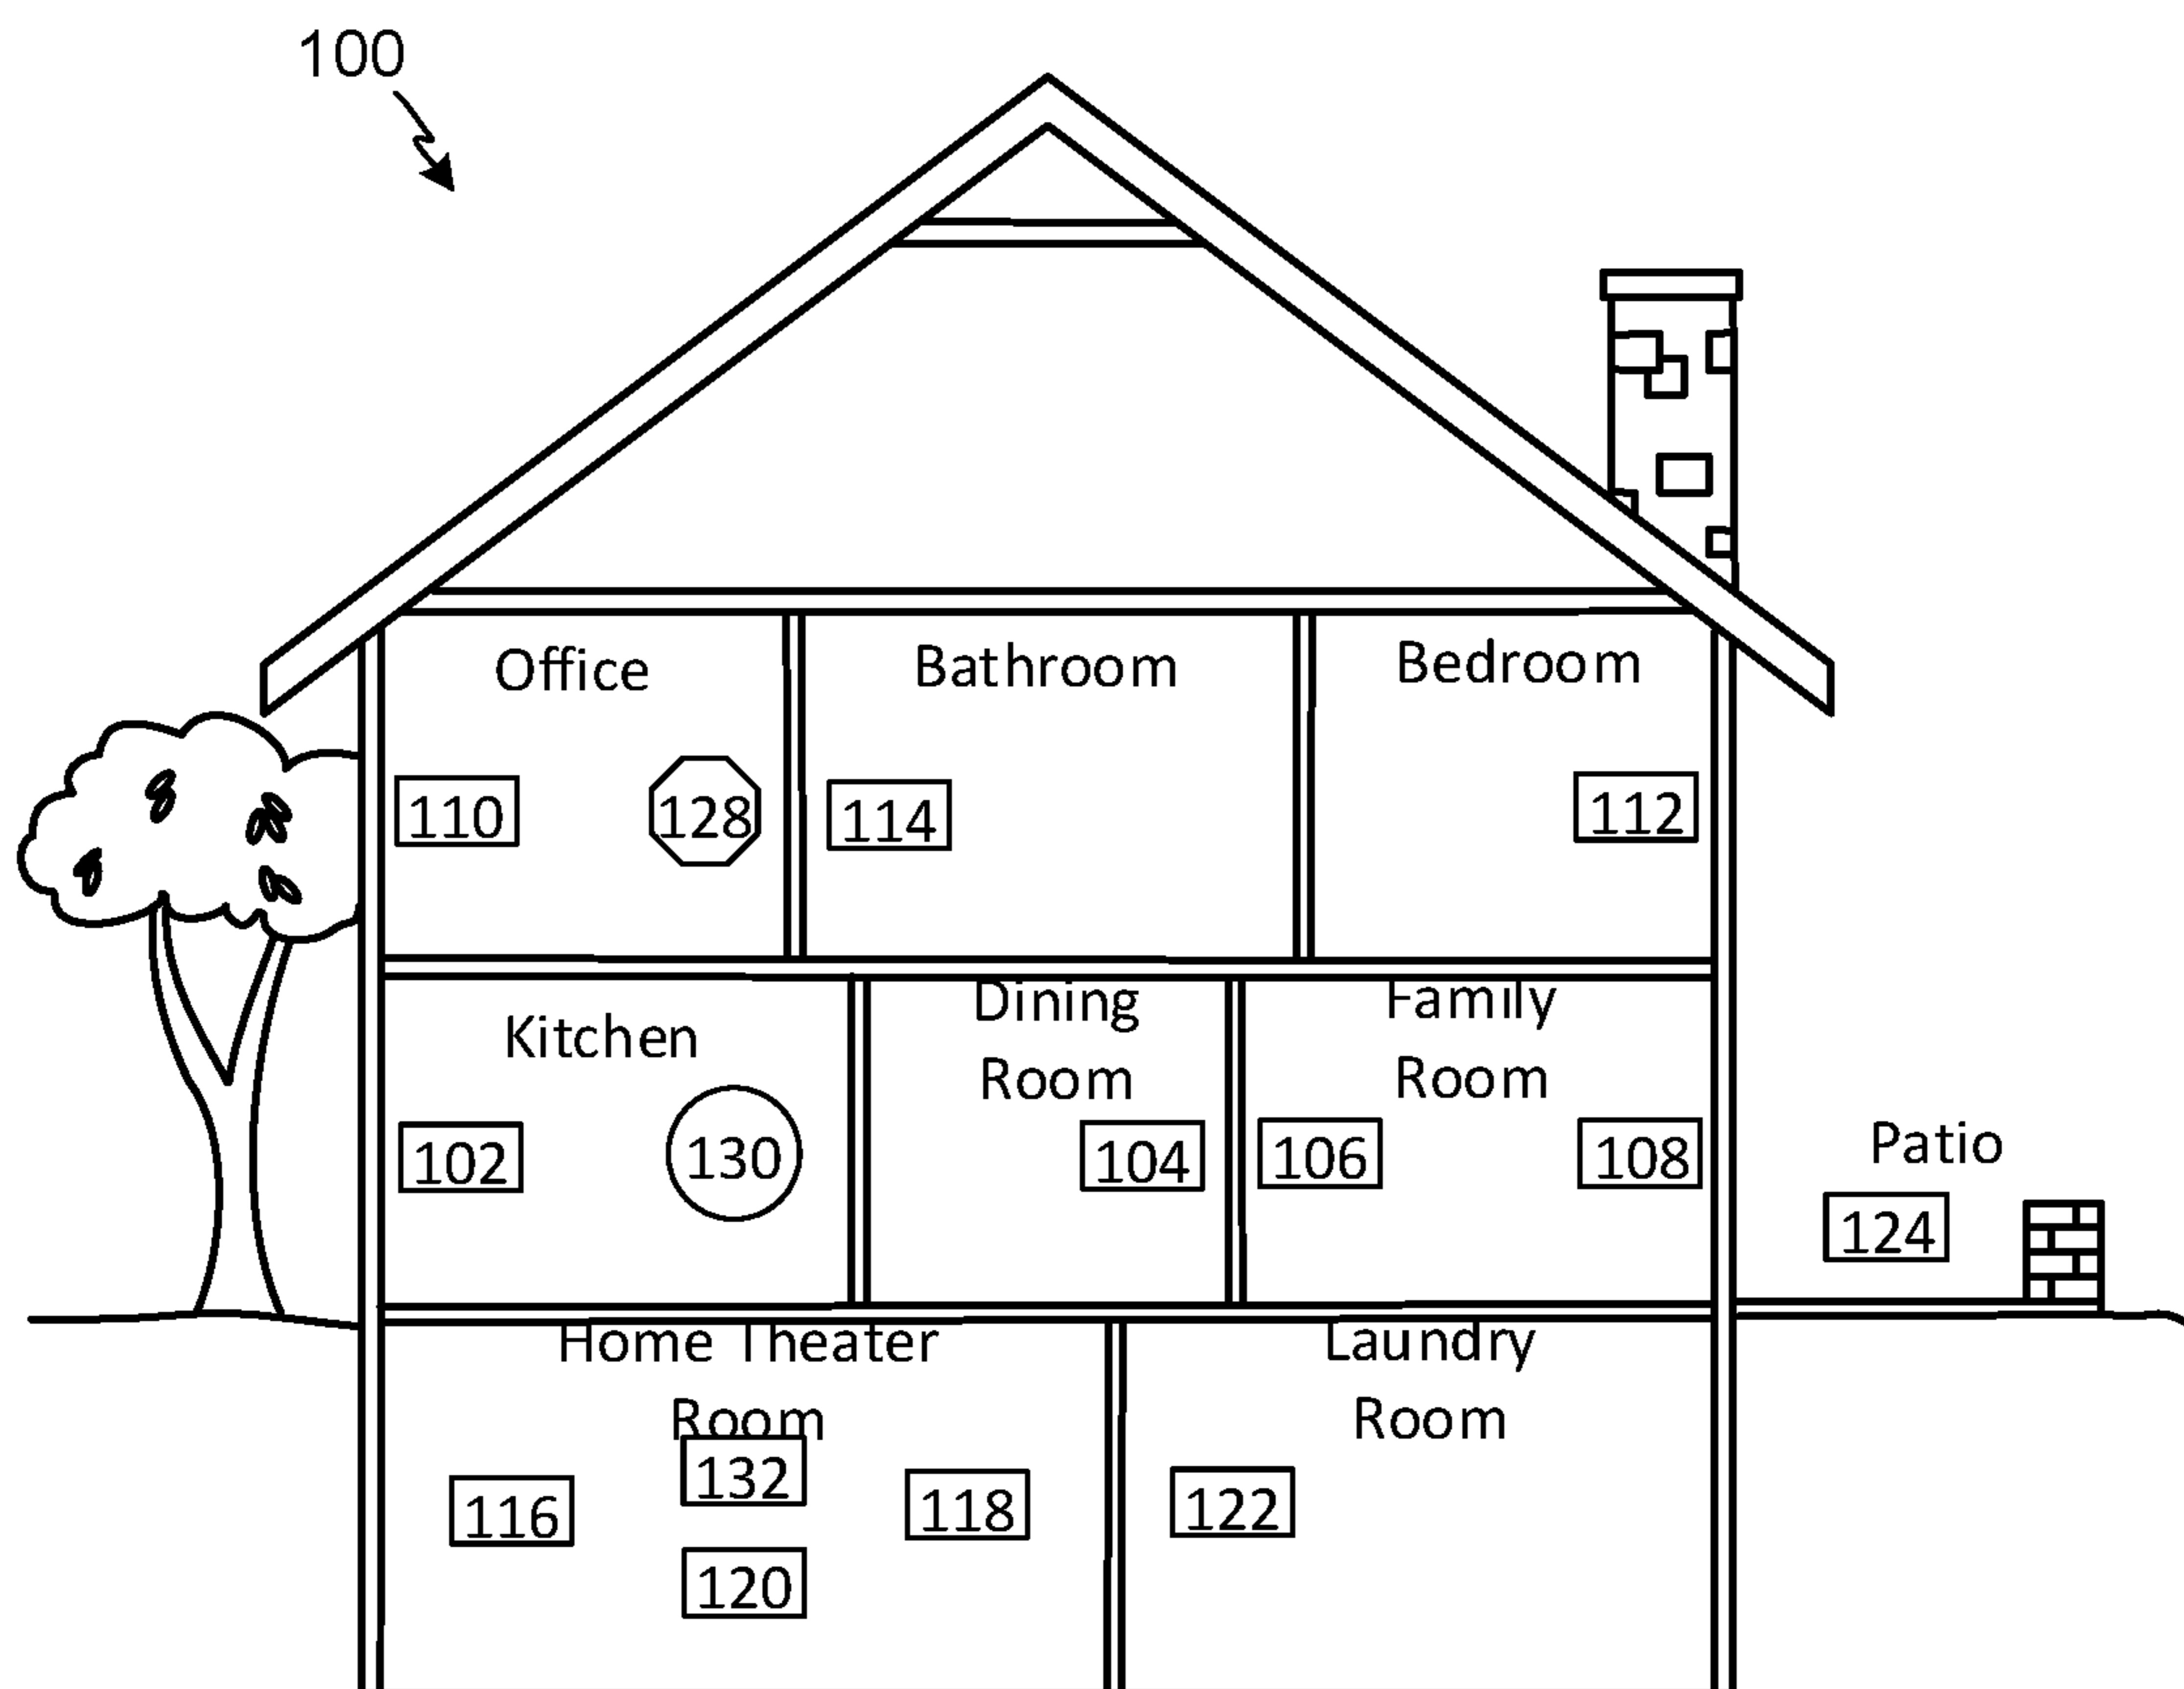 100
Office
Bathroom
Bedroom
110
128
114
112
Kitchen
Dining
Room
Family
Room
102
130
104
106
108
Patio
124
Home Theater
Room
Laundry
Room
132
116
118
122
120